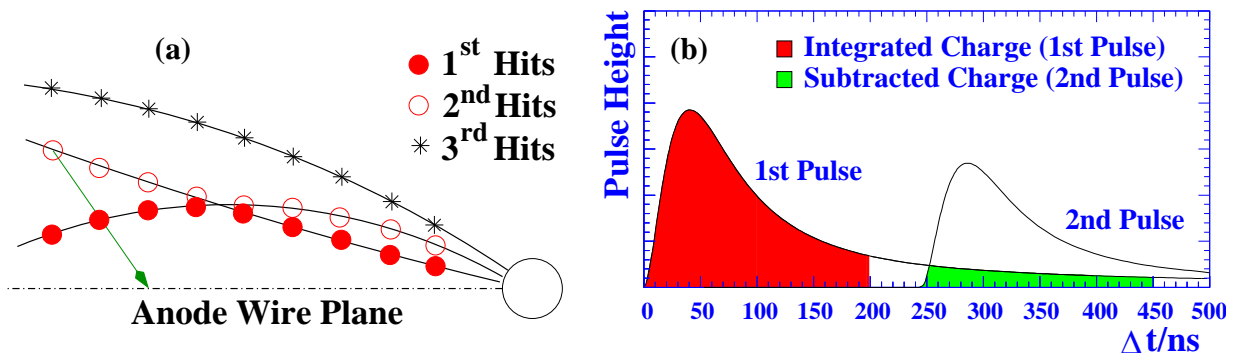 (a)
1st Hits
2nd Hits
3rd Hits
Anode Wire Plane
(b)
Integrated Charge (1st Pulse)
Subtracted Charge (2nd Pulse)
Pulse Height
1st Pulse
2nd Pulse
0 50 100 150 200 250 300 350 400 450 500
Δt/ns